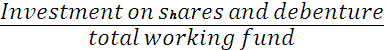 Investment on shares and debenture
total working fund